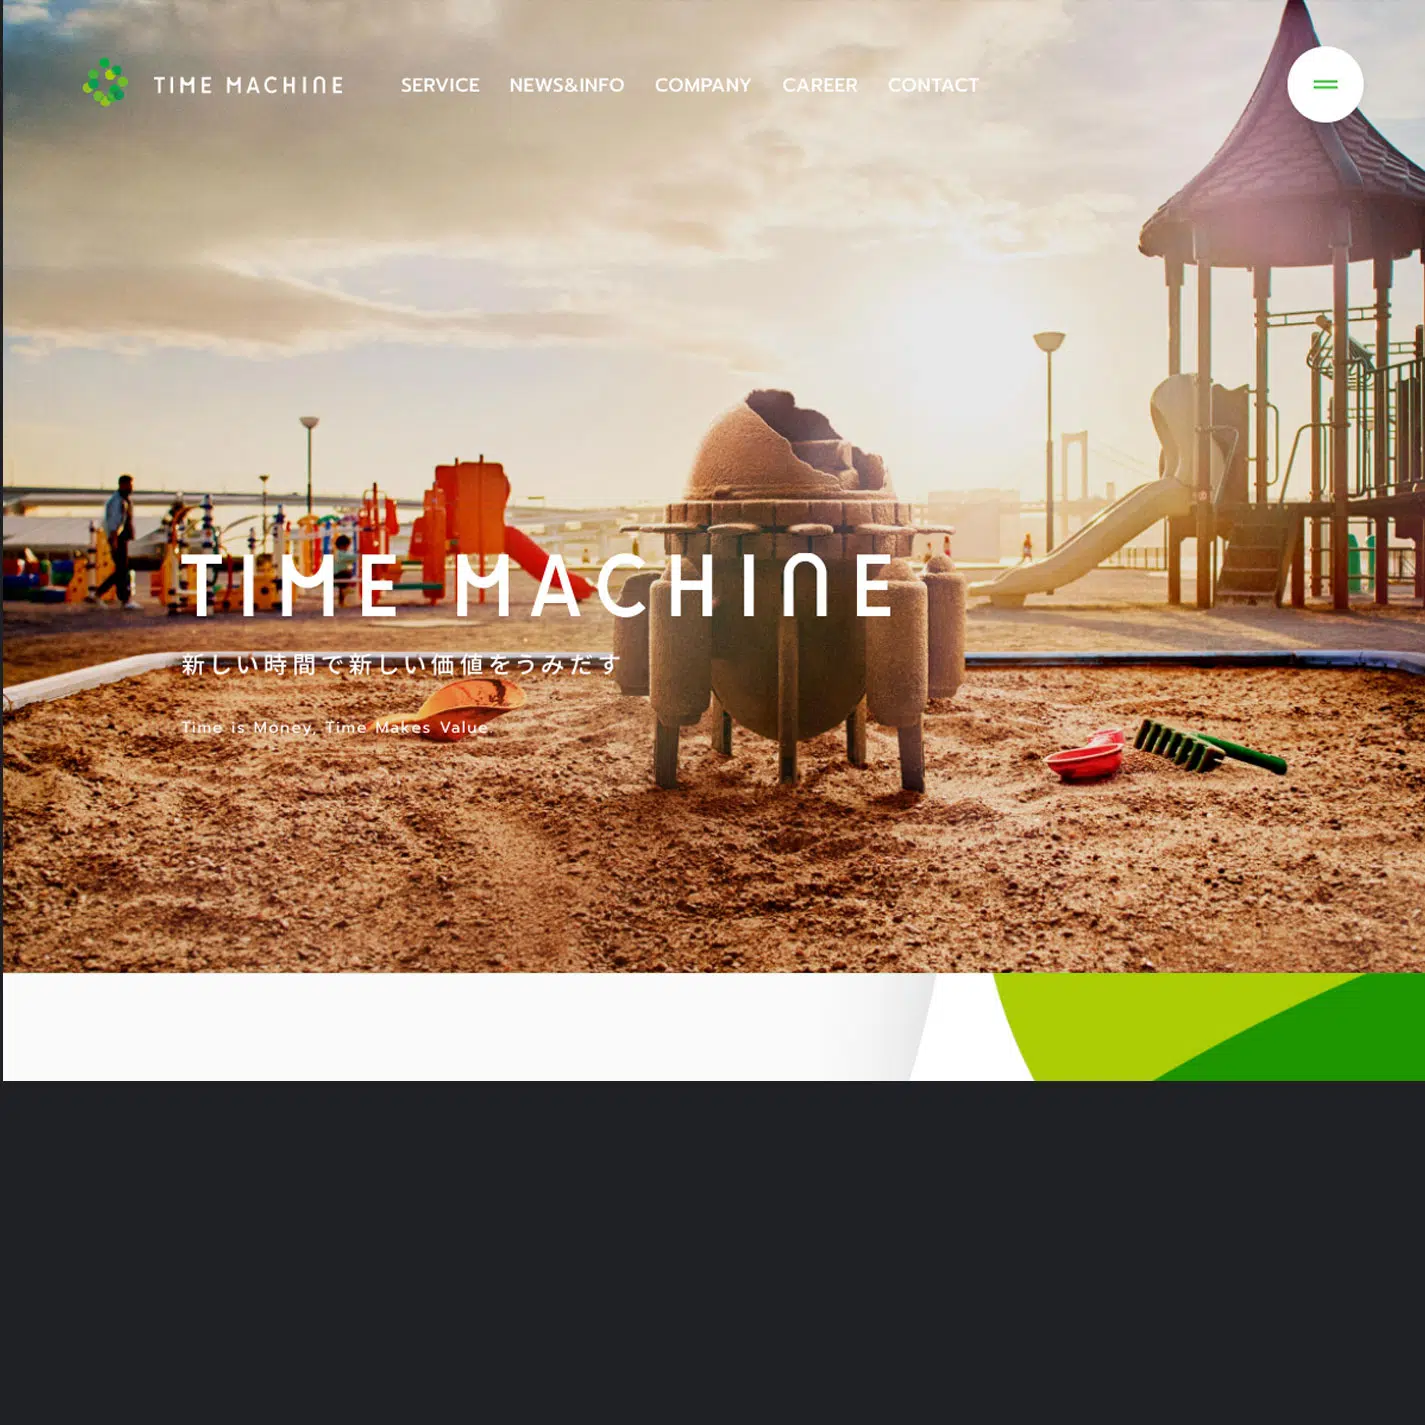 TIME MACHINE
SERVICE NEWS&INFO COMPANY CAREER CONTACT
TIME MACHINE
新しい時間で新しい価値をうみだす
Time is Money, Time Makes Value.